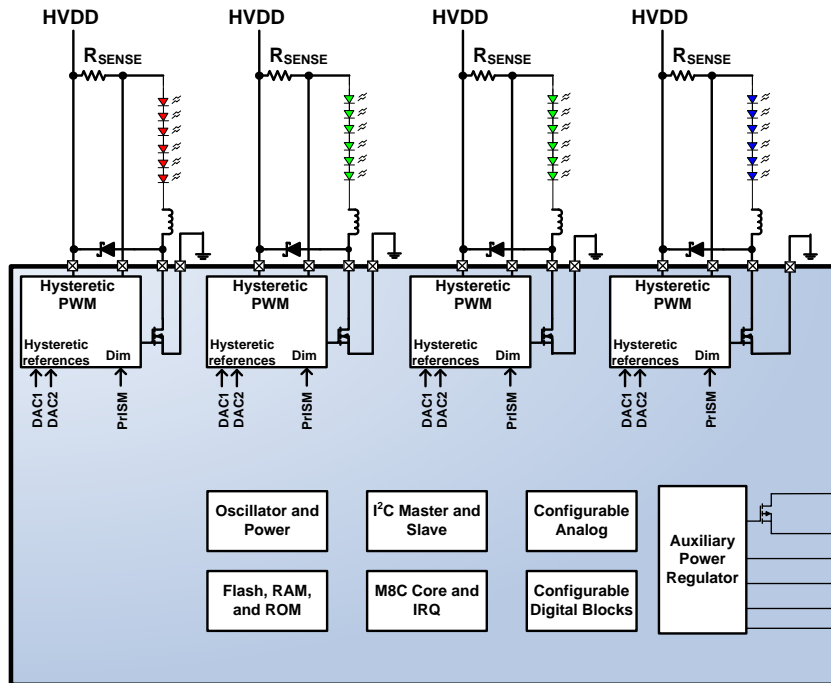 HVDD HVDD HVDD HVDD
RSENSE RSENSE RSENSE RSENSE
Hysteretic PWM
Hysteretic references
Dim
DAC1
DAC2
PrISM
Hysteretic PWM
Hysteretic references
Dim
DAC1
DAC2
PrISM
Hysteretic PWM
Hysteretic references
Dim
DAC1
DAC2
PrISM
Hysteretic PWM
Hysteretic references
Dim
DAC1
DAC2
PrISM
Oscillator and
Power
I²C Master and
Slave
Configurable
Analog
Auxiliary
Power
Regulator
Flash, RAM,
and ROM
M8C Core and
IRQ
Configurable
Digital Blocks